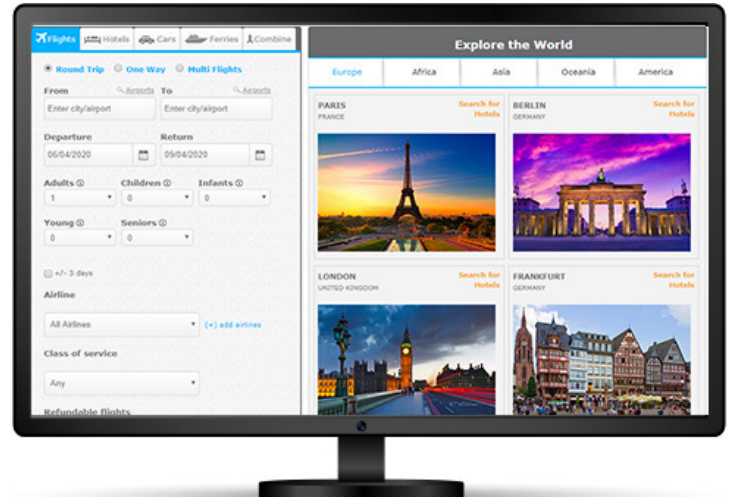 Flights Hotels Cars Ferries Combine
Round Trip One Way Multi Flights
From Airports To Airports
Enter city/airport Enter city/airport
Departure Return
06/04/2020 09/04/2020
Adults Children Infants
1 0 0
Young Seniors
0 0
+/- 3 days
Airline
All Airlines (+) add airlines
Class of service
Any
Refundable flights
Explore the World
Europe Africa Asia Oceania America
PARIS Search for
FRANCE Hotels
BERLIN Search for
GERMANY Hotels
LONDON Search for
UNITED KINGDOM Hotels
FRANKFURT Search for
GERMANY Hotels